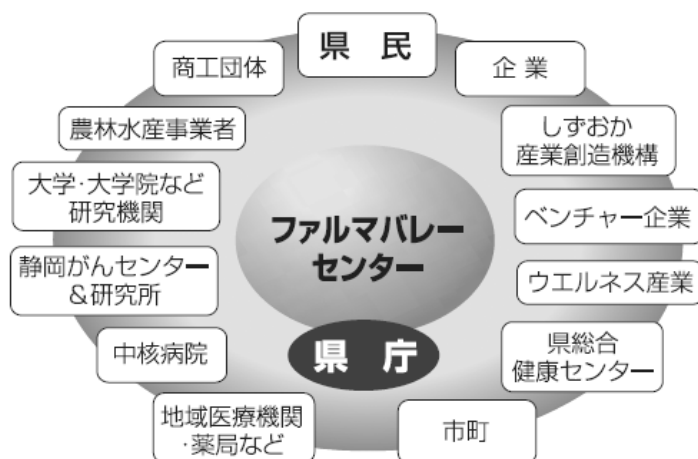 県民
商工団体
企業
農林水産事業者
しずおか
産業創造機構
大学・大学院など
研究機関
ベンチャー企業
ファルマバレー
センター
静岡がんセンター
&研究所
ウエルネス産業
県庁
中核病院
県総合
健康センター
地域医療機関
・薬局など
市町